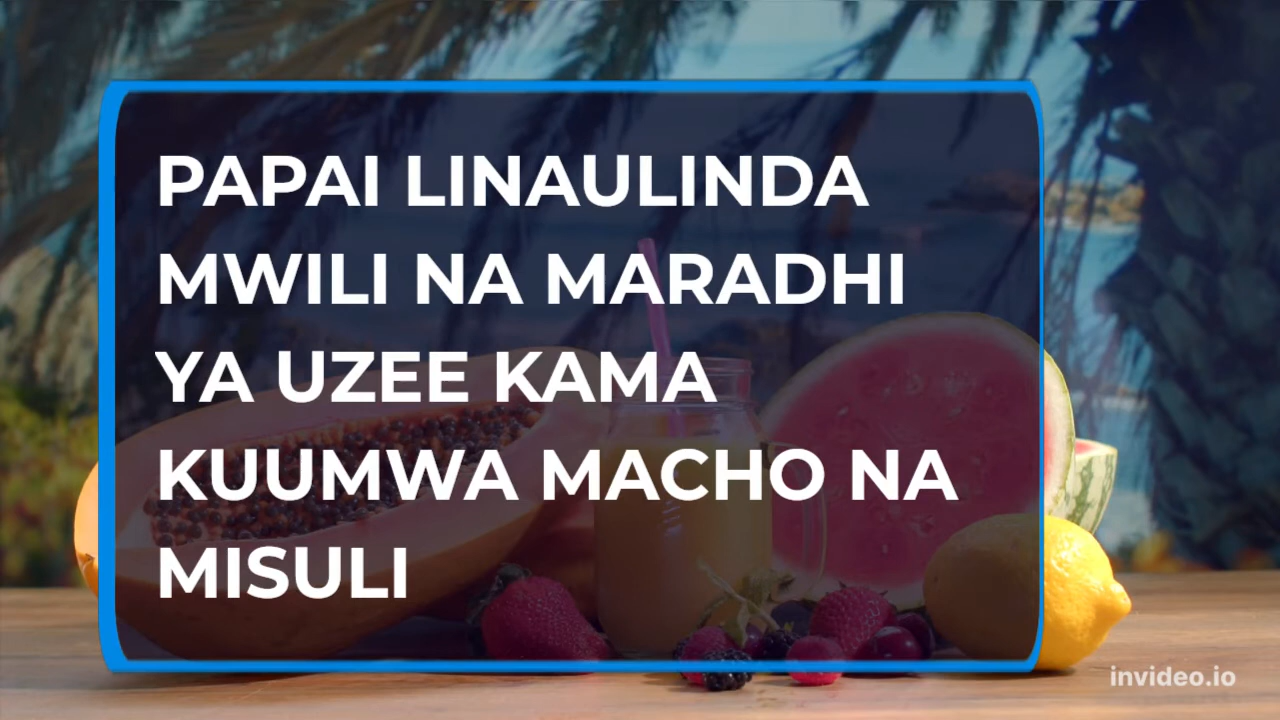 PAPAI LINAULINDA
MWILI NA MARADHI
YA UZEE KAMA
KUUMWA MACHO NA
MISULI
invideo.io